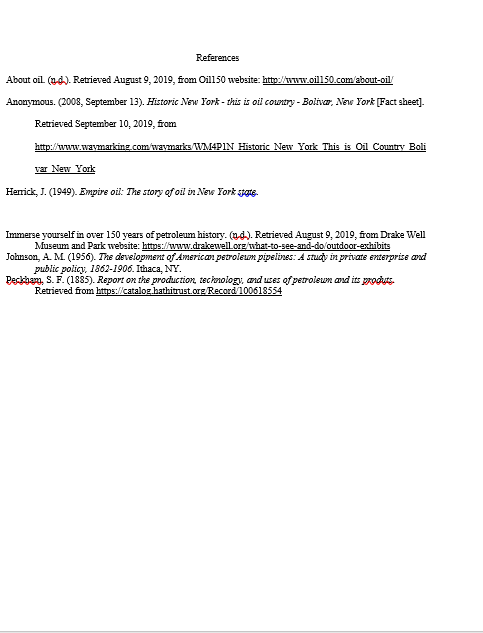 References
About oil. (n.d.). Retrieved August 9, 2019, from Oil150 website: http://www.oil150.com/about-oil/
Anonymous. (2008, September 13). Historic New York - this is oil country - Bolivar, New York [Fact sheet].
Retrieved September 10, 2019, from
http://www.waymarking.com/waymarks/WM4P1N_Historic_New_York_This_is_Oil_Country_Boli
var_New_York
Herrick, J. (1949). Empire oil: The story of oil in New York state.
Immerse yourself in over 150 years of petroleum history. (n.d.). Retrieved August 9, 2019, from Drake Well
Museum and Park website: https://www.drakewell.org/what-to-see-and-do/outdoor-exhibits
Johnson, A. M. (1956). The development of American petroleum pipelines: A study in private enterprise and
public policy, 1862-1906. Ithaca, NY.
Peckham, S. F. (1885). Report on the production, technology, and uses of petroleum and its produts.
Retrieved from https://catalog.hathitrust.org/Record/100618554